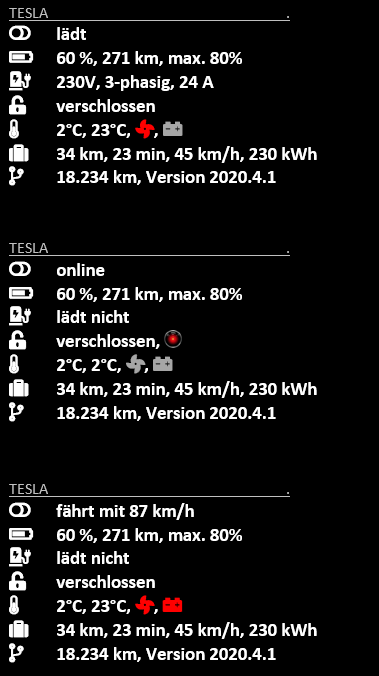 TESLA .
lädt
60 %, 271 km, max. 80%
230V, 3-phasig, 24 A
verschlossen
2°C, 23°C, ,
34 km, 23 min, 45 km/h, 230 kWh
18.234 km, Version 2020.4.1
TESLA .
online
60 %, 271 km, max. 80%
lädt nicht
verschlossen,
2°C, 2°C, ,
34 km, 23 min, 45 km/h, 230 kWh
18.234 km, Version 2020.4.1
TESLA .
fährt mit 87 km/h
60 %, 271 km, max. 80%
lädt nicht
verschlossen
2°C, 23°C, ,
34 km, 23 min, 45 km/h, 230 kWh
18.234 km, Version 2020.4.1